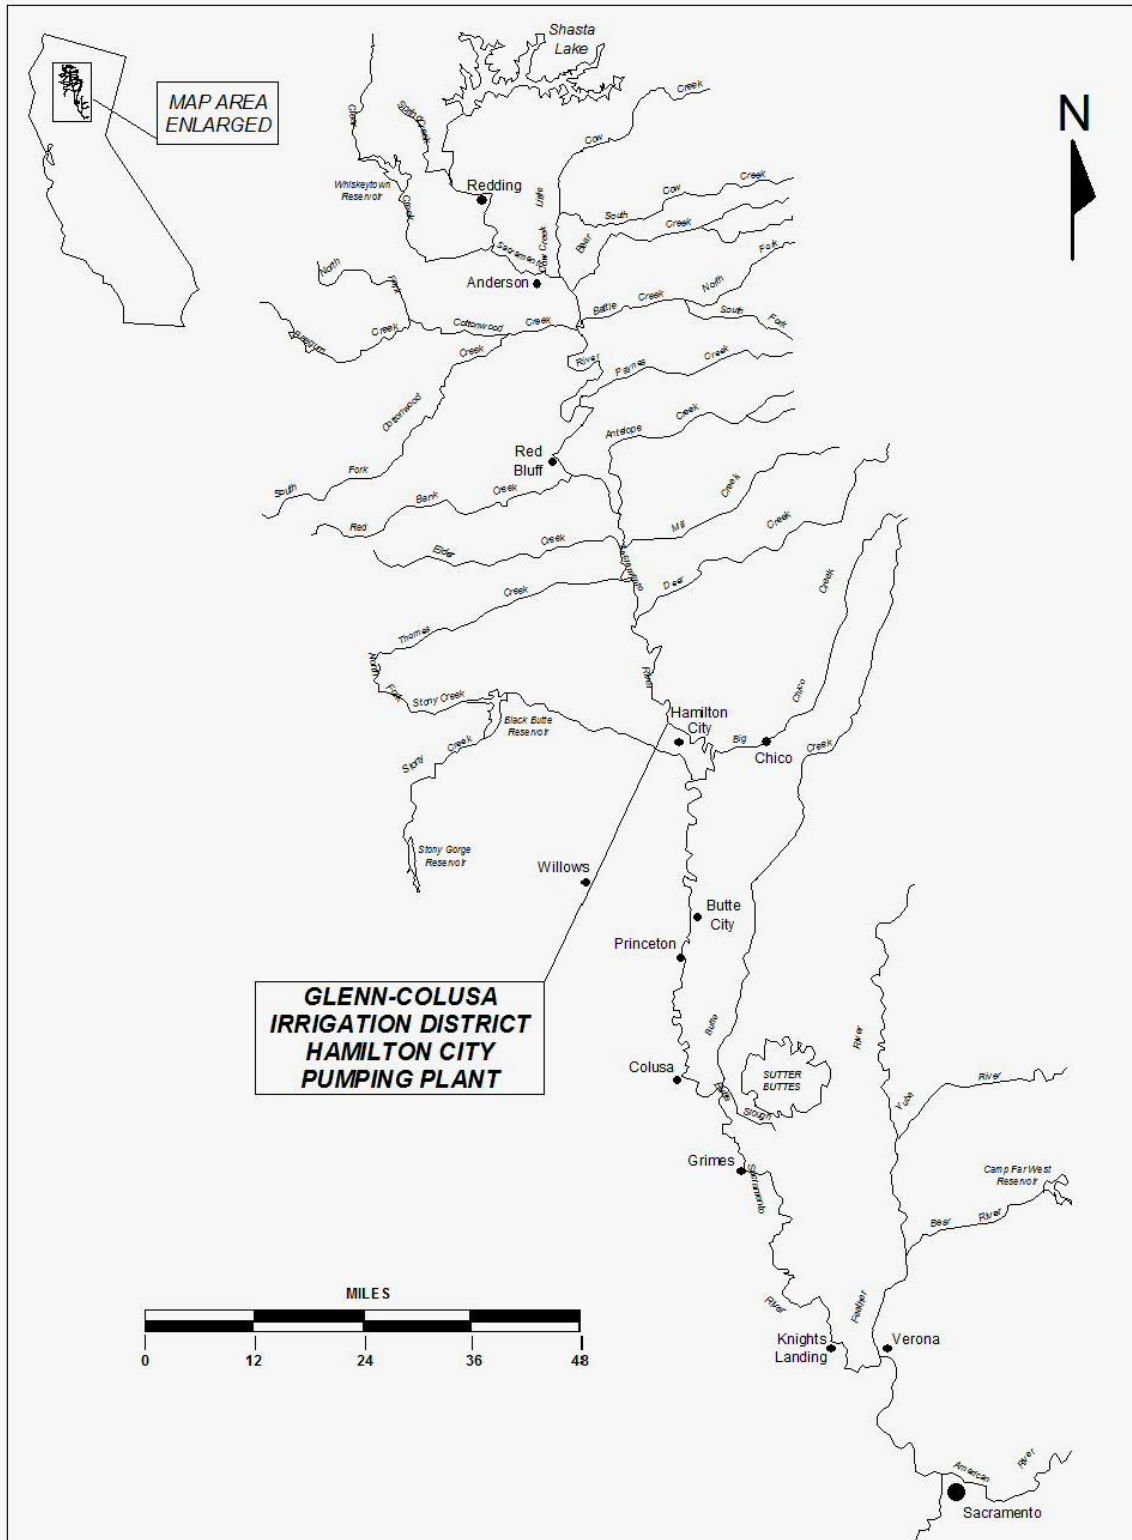 Shasta
Lake
MAP AREA
ENLARGED
N
Creek
Clear
Spring Creek
Cow
Whiskeytown
Reservoir
Redding
Creek
Little
Cow Creek
Cow
Creek
South
Creek
Bear
Sacramento
Anderson
North
Fork
North
Fork
Battle
Creek
South
Fork
Beegum
Creek
Cottonwood
Creek
Creek
River
Paynes
Creek
Cottonwood
Antelope
Creek
Red
Bluff
South
Fork
Red
Bank
Creek
Mill
Creek
Creek
Elder
Creek
Sacramento
Deer
Creek
Creek
Thomes
North
Fork
Stony Creek
River
Chico
Black Butte
Reservoir
Hamilton
City
Big
Chico
Creek
Stony
Creek
Stony Gorge
Reservoir
Willows
Butte
City
Princeton
GLENN-COLUSA
IRRIGATION DISTRICT
HAMILTON CITY
PUMPING PLANT
Butte
River
Colusa
SUTTER
BUTTES
Butte
Slough
Yuba
River
Grimes
Sacramento
Camp Far West
Reservoir
Bear
River
MILES
0 12 24 36 48
River
Feather
Knights
Landing
Verona
American
River
Sacramento